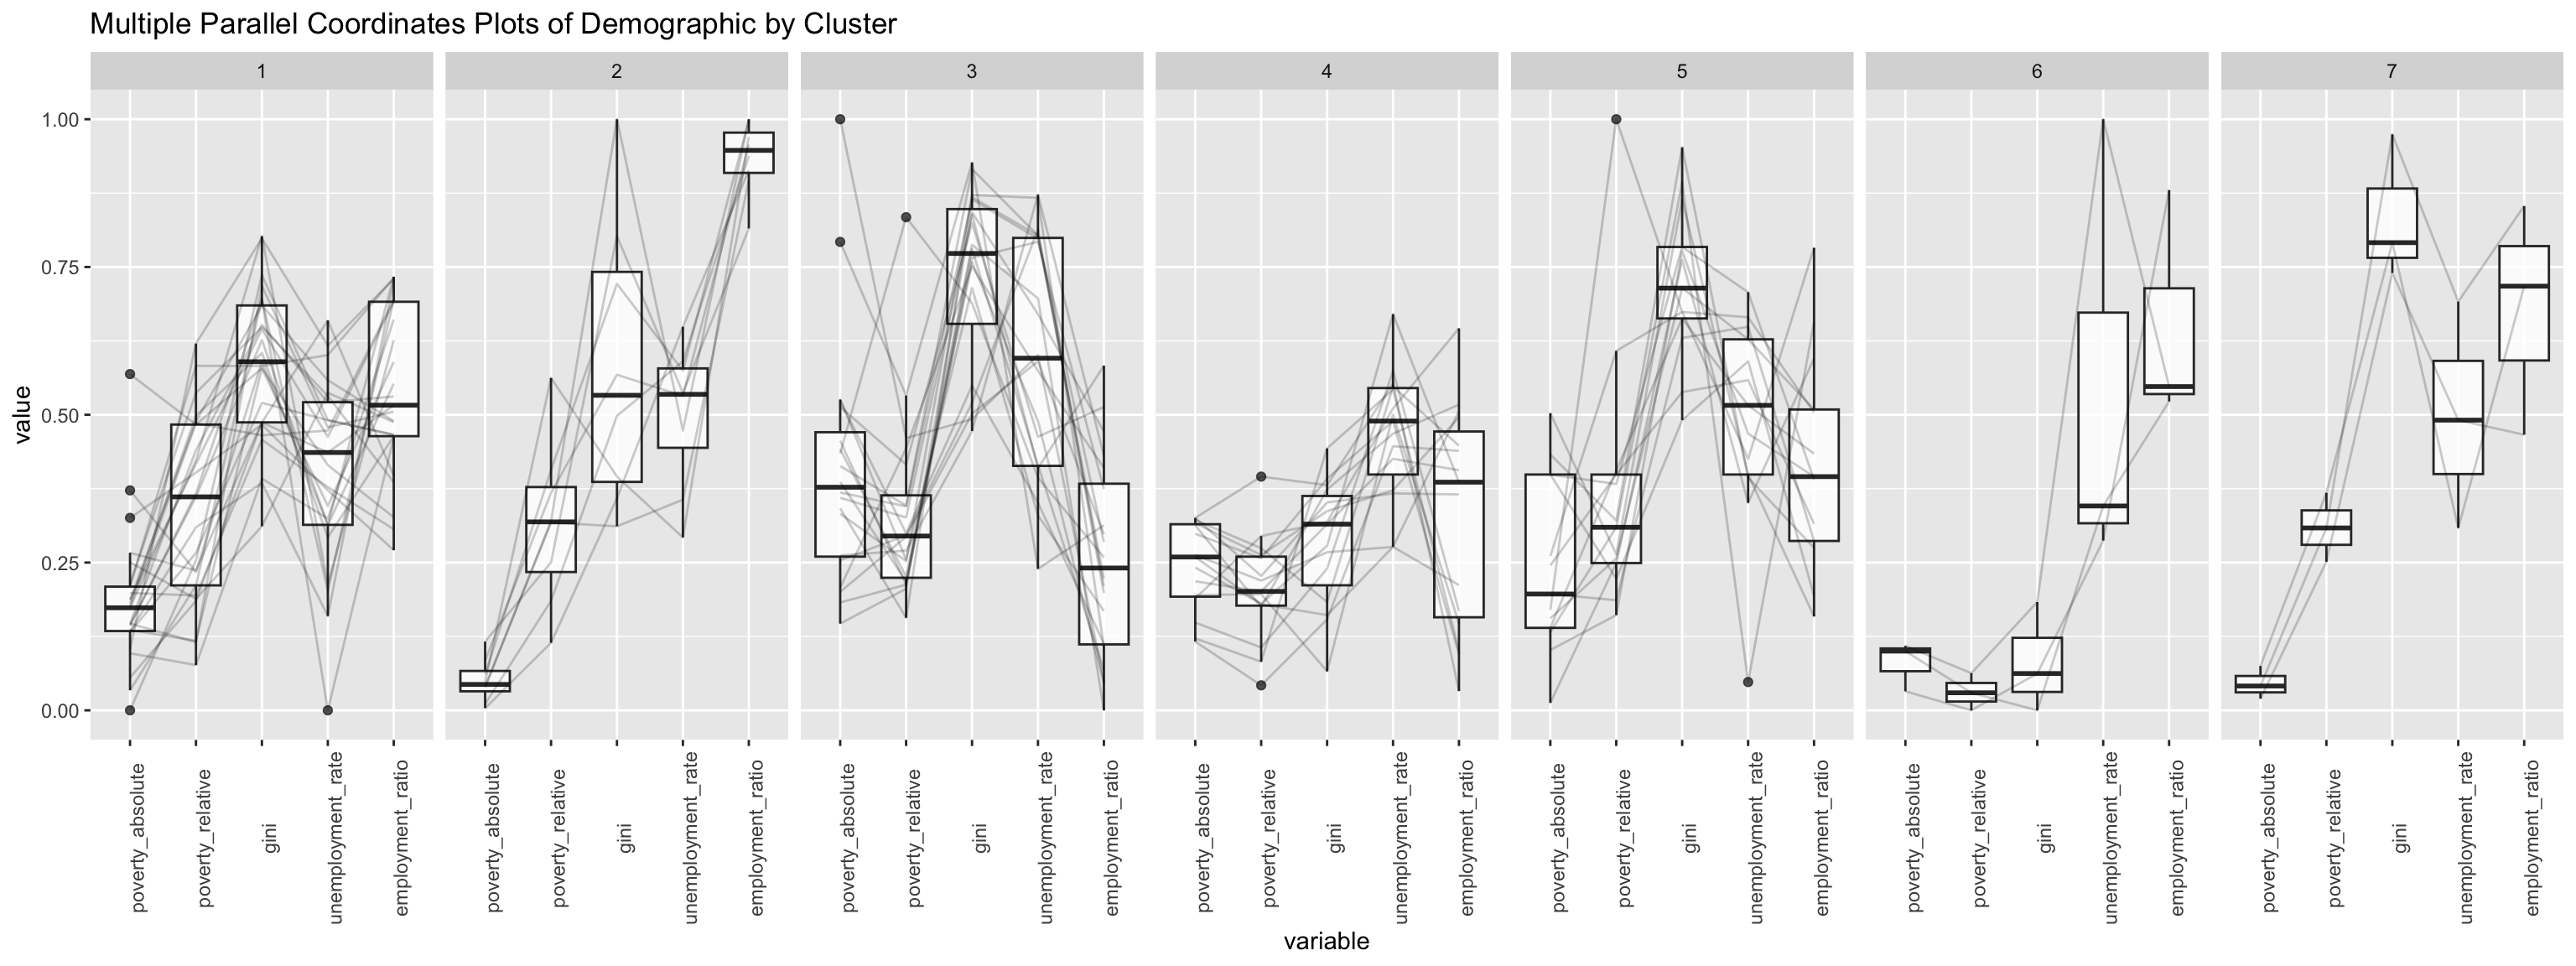 Multiple Parallel Coordinates Plots of Demographic by Cluster
1 2 3 4 5 6 7
value
1.00
0.75
0.50
0.25
0.00
poverty_absolute poverty_relative gini unemployment_rate employment_ratio
poverty_absolute poverty_relative gini unemployment_rate employment_ratio
poverty_absolute poverty_relative gini unemployment_rate employment_ratio
poverty_absolute poverty_relative gini unemployment_rate employment_ratio
poverty_absolute poverty_relative gini unemployment_rate employment_ratio
poverty_absolute poverty_relative gini unemployment_rate employment_ratio
poverty_absolute poverty_relative gini unemployment_rate employment_ratio
variable